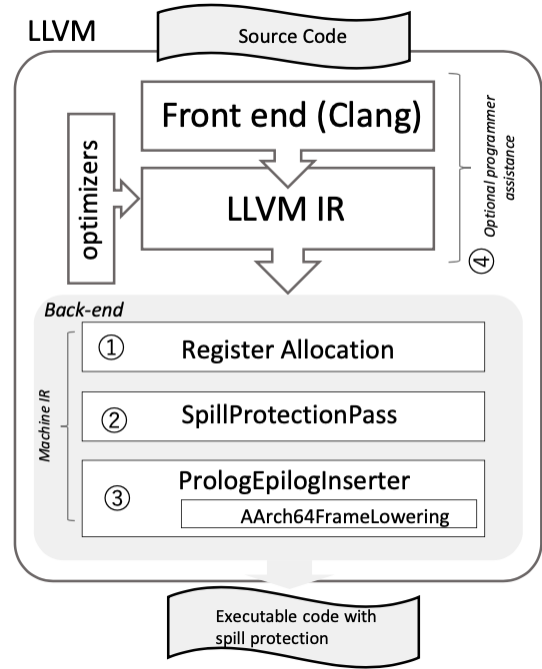 LLVM
Source Code
Front end (Clang)
optimizers
LLVM IR
Optional programmer
assistance
④
Back-end
Machine IR
① Register Allocation
② SpillProtectionPass
③ PrologEpilogInserter
AArch64FrameLowering
Executable code with
spill protection